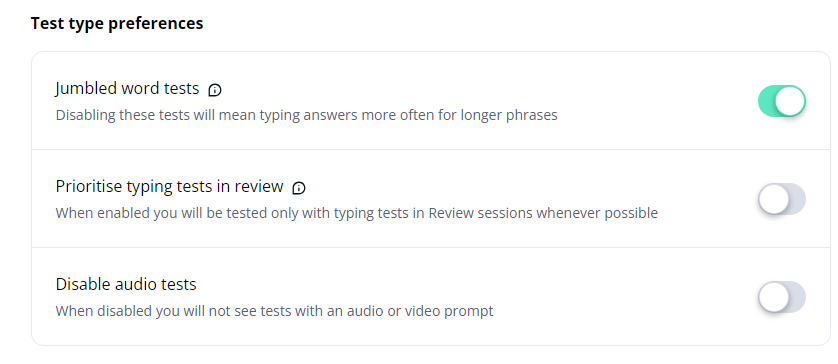 Test type preferences
Jumbled word tests
Disabling these tests will mean typing answers more often for longer phrases
Prioritise typing tests in review
When enabled you will be tested only with typing tests in Review sessions whenever possible
Disable audio tests
When disabled you will not see tests with an audio or video prompt